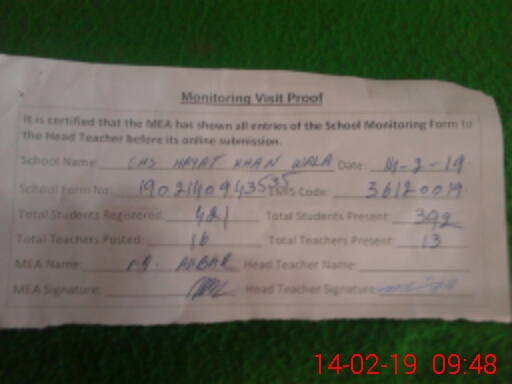 Monitoring Visit Proof
It is certified that the MEA has shown all entries of the School Monitoring Form to
the Head Teacher before its online submission.
School Name: GHS HAYAT KHAN WALA Date: 14-2-19
School Form No: EMIS Code: 36120019
Total Students Registered: 421 Total Students Present: 392
Total Teachers Posted: 16 Total Teachers Present: 13
MEA Name: M. AKBAR Head Teacher Name:
MEA Signature: Head Teacher Signature:
14-02-19 09:48